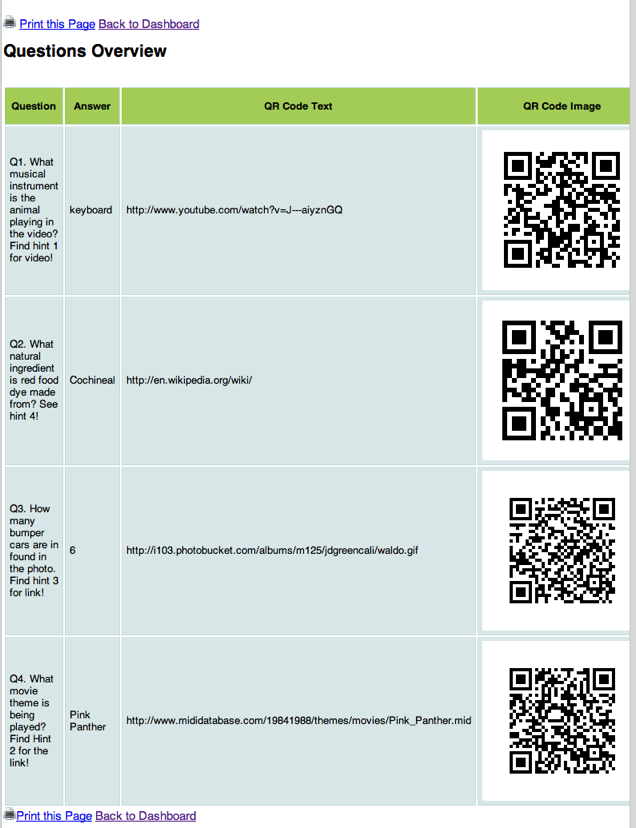 Print this Page Back to Dashboard
Questions Overview
Question Answer QR Code Text QR Code Image
Q1. What
musical
instrument
is the
animal
playing in
the video?
Find hint 1
for video!
keyboard
http://www.youtube.com/watch?v=J---aiyznGQ
Q2. What
natural
ingredient
is red food
dye made
from? See
hint 4!
Cochineal
http://en.wikipedia.org/wiki/
Q3. How
many
bumper
cars are in
found in
the photo.
Find hint 3
for link!
6
http://i103.photobucket.com/albums/m125/jdgreencali/waldo.gif
Q4. What
movie
theme is
being
played?
Find Hint
2 for the
link!
Pink
Panther
http://www.mididatabase.com/19841988/themes/movies/Pink_Panther.mid
Print this Page Back to Dashboard